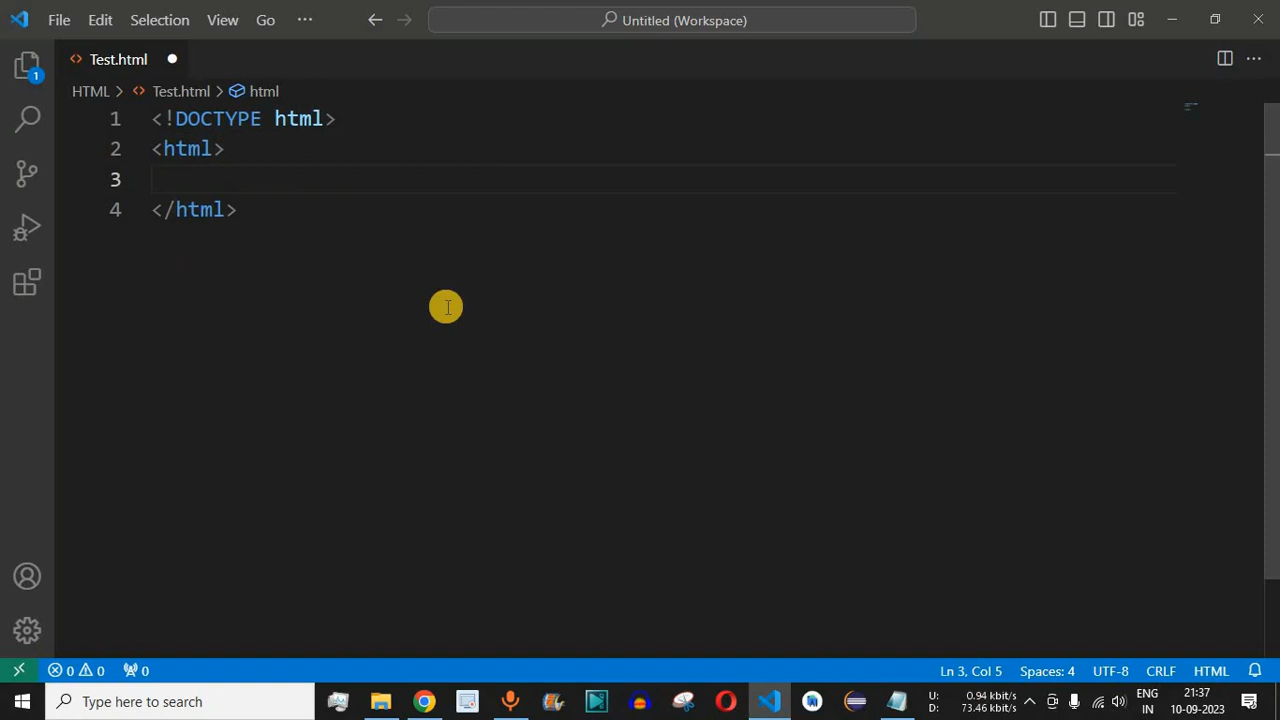 File Edit Selection View Go ··· Untitled (Workspace)
Test.html
HTML > Test.html > html
1 <!DOCTYPE html>
2 <html>
3
4 </html>
1
0 0 0 Ln 3, Col 5 Spaces: 4 UTF-8 CRLF HTML
Type here to search U: 0.94 kbit/s ENG 21:37
D: 73.46 kbit/s IN 10-09-2023